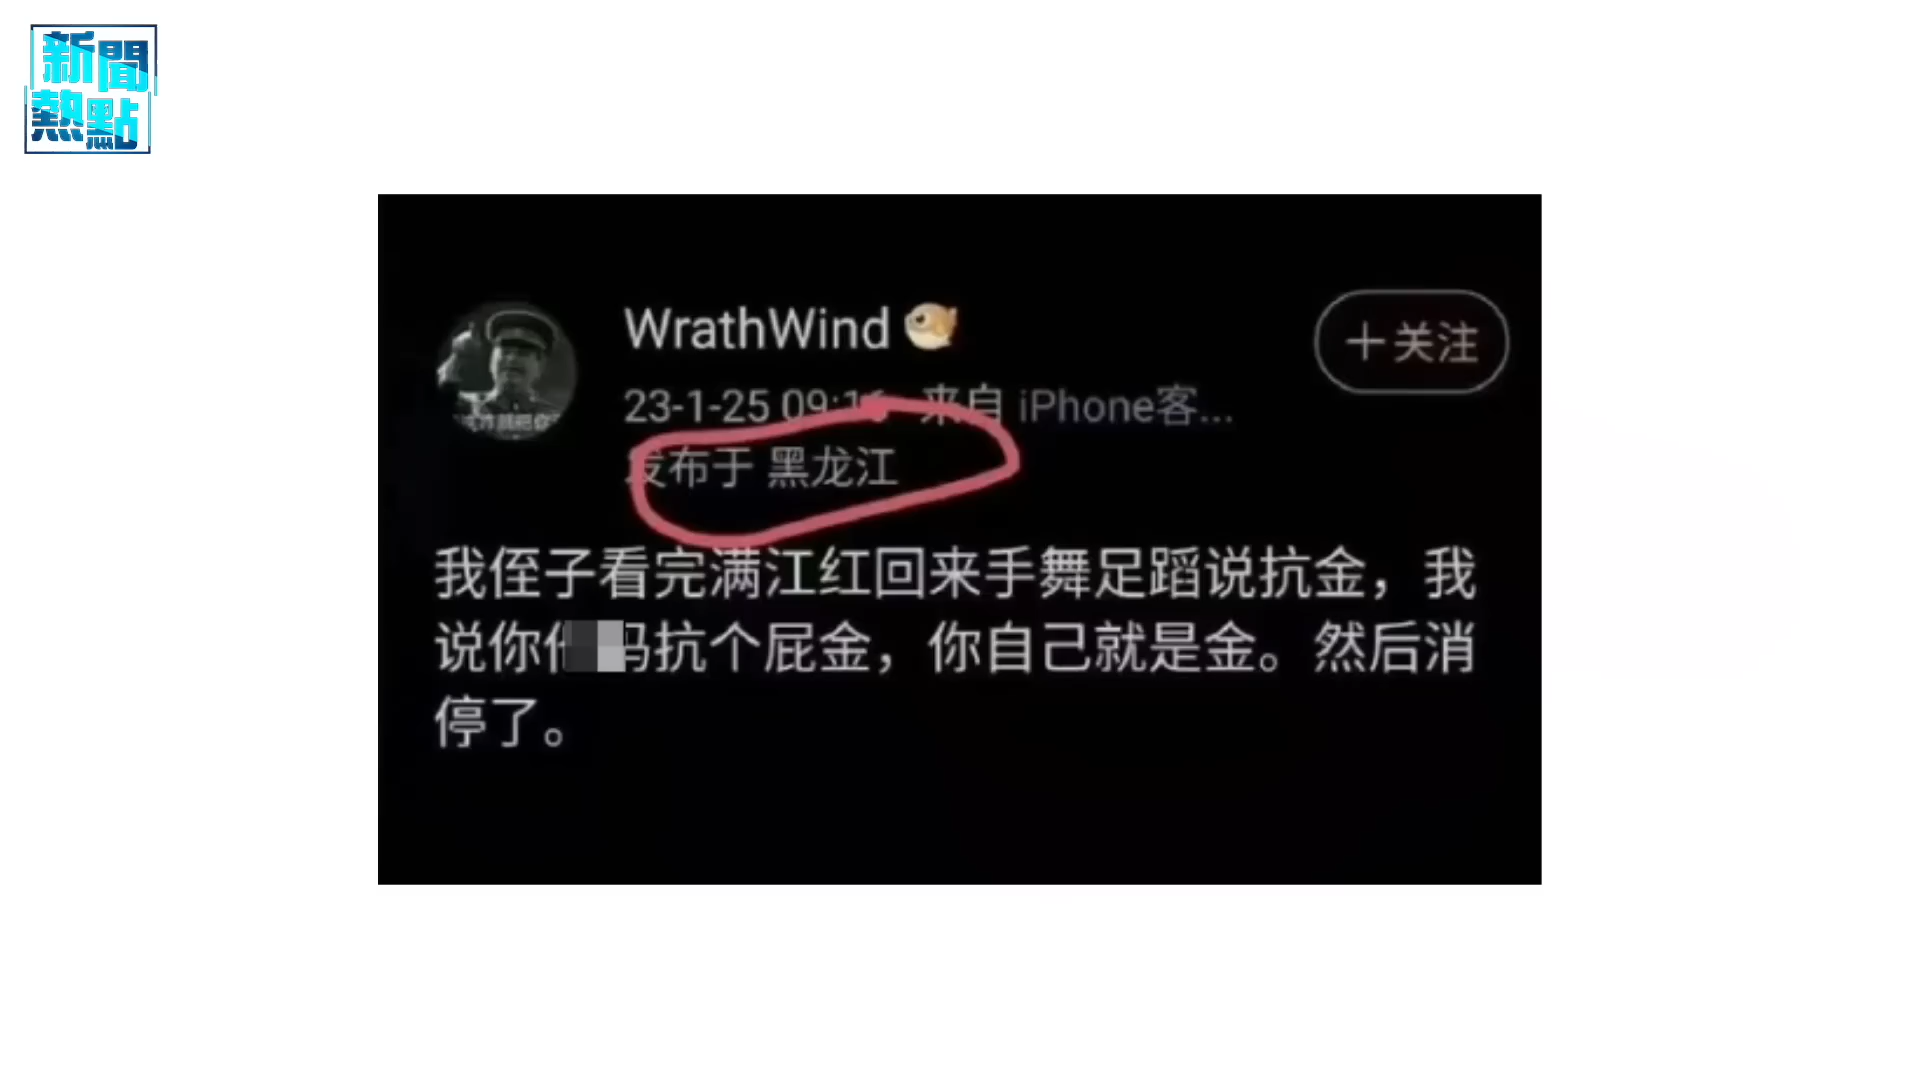 新聞
熱點
WrathWind
+关注
23-1-25 09:16 来自 iPhone客...
发布于 黑龙江
我侄子看完满江红回来手舞足蹈说抗金，我
说你他妈抗个屁金，你自己就是金。然后消
停了。